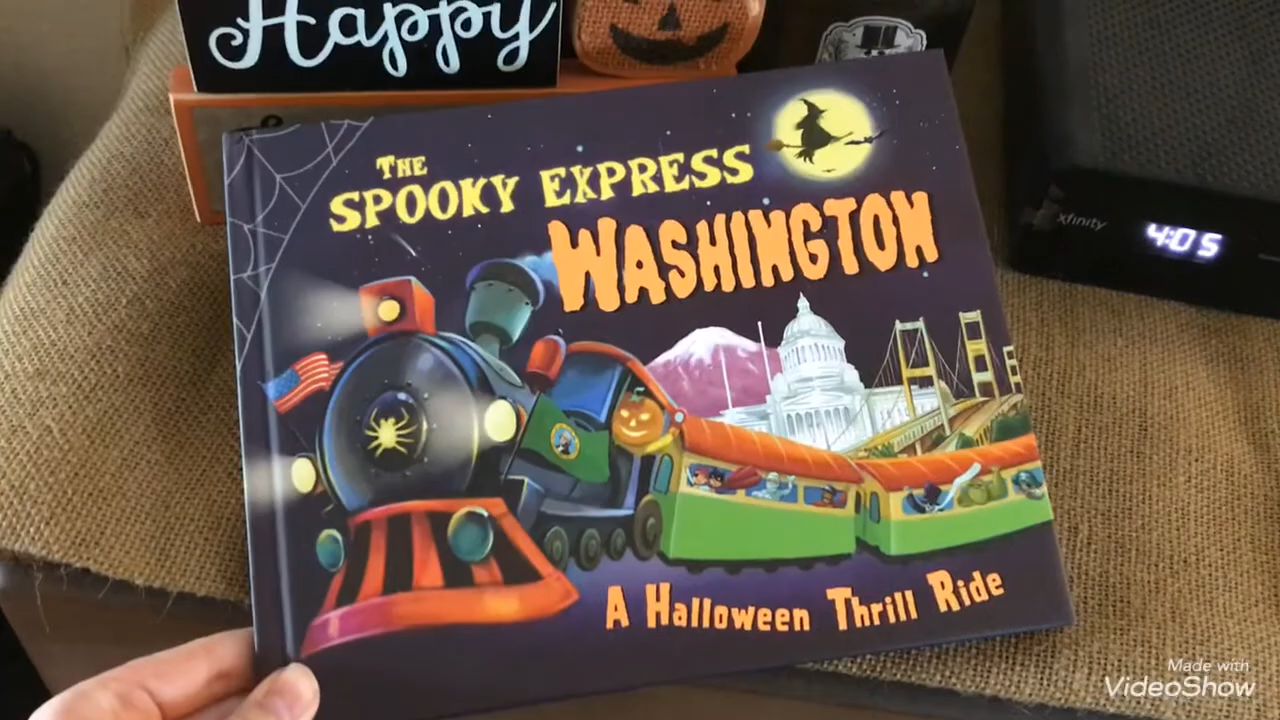 Happy
THE
SPOOKY EXPRESS
WASHINGTON
xfinity
4:05
A Halloween Thrill Ride
Made with
VideoShow